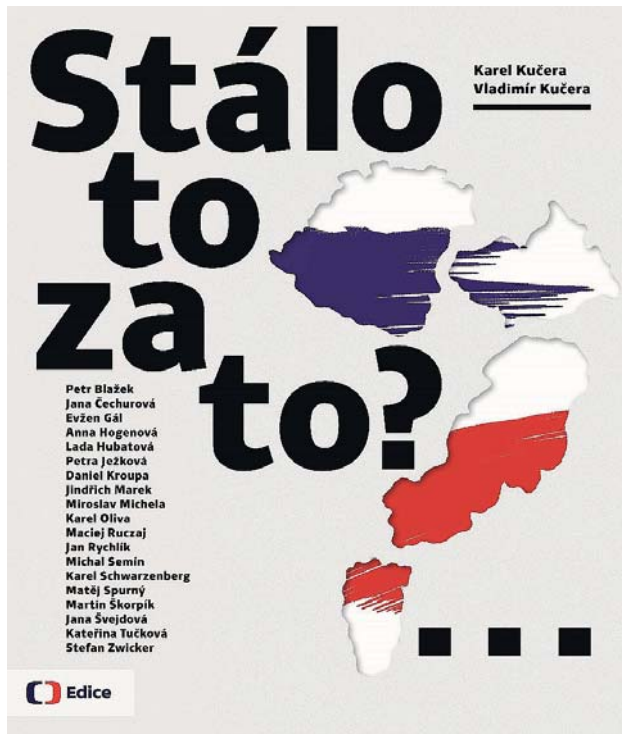 Stálo
to
za
to?
Karel Kučera
Vladimír Kučera
Petr Blažek
Jana Čechurová
Evžen Gál
Anna Hogenová
Lada Hubatová
Petra Ježková
Daniel Kroupa
Jindřich Marek
Miroslav Michela
Karel Oliva
Maciej Ruczaj
Jan Rychlík
Michal Semín
Karel Schwarzenberg
Matěj Spurný
Martin Škorpík
Jana Švejdová
Kateřina Tučková
Stefan Zwicker
...
Edice